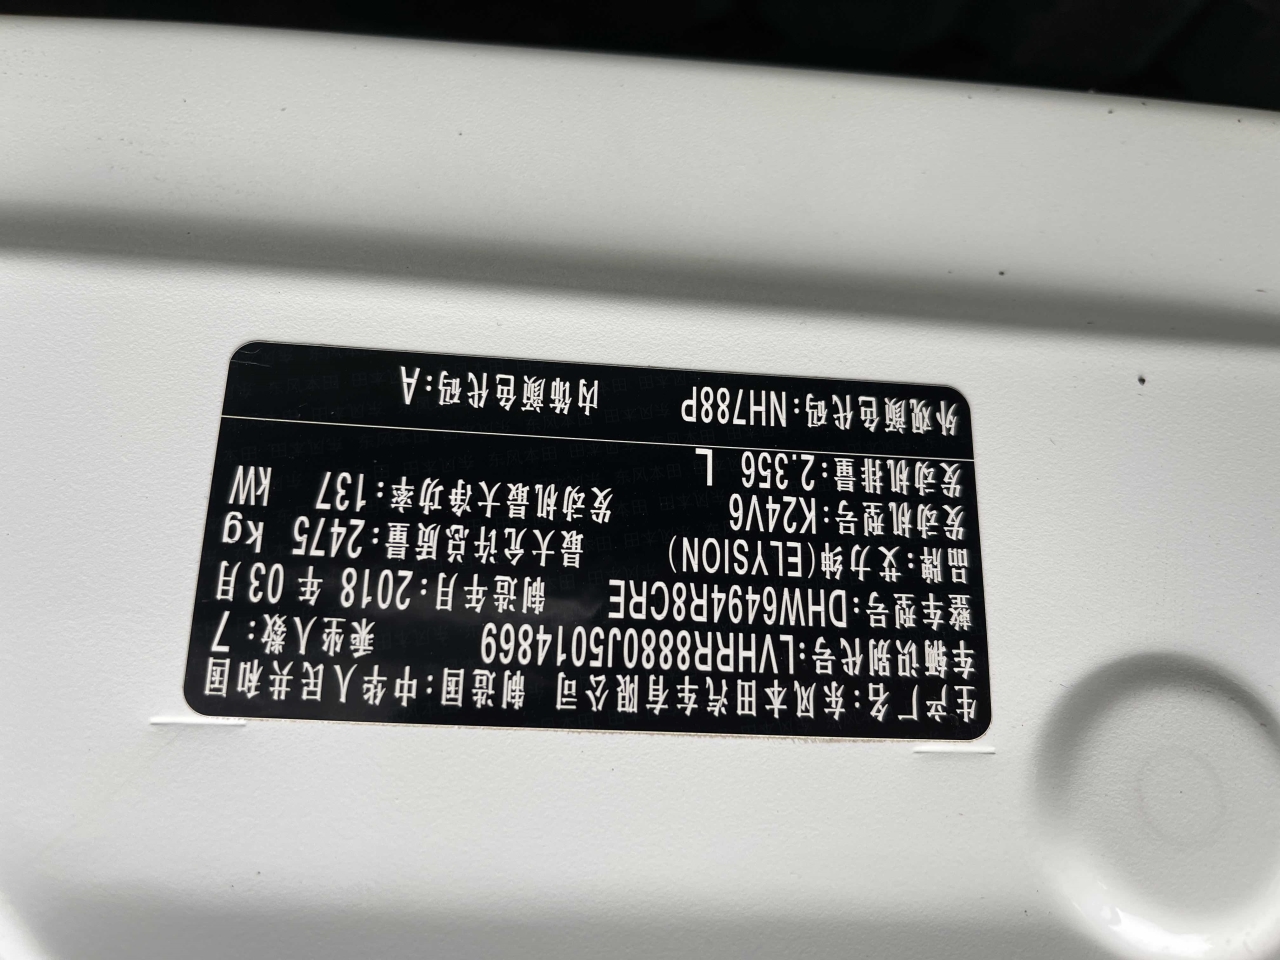 生产厂名:东风本田汽车有限公司 制造国:中华人民共和国
车辆识别代号:LVHRR8880J5014869 乘坐人数:7
整车型号:DHW6494R8CRE 制造年月:2018 年 03月
品牌:艾力绅(ELYSION) 最大允许总质量:2475 kg
发动机型号:K24V6 发动机最大净功率:137 kW
发动机排量:2.356 L
外观颜色代码:NH788P 内饰颜色代码:A